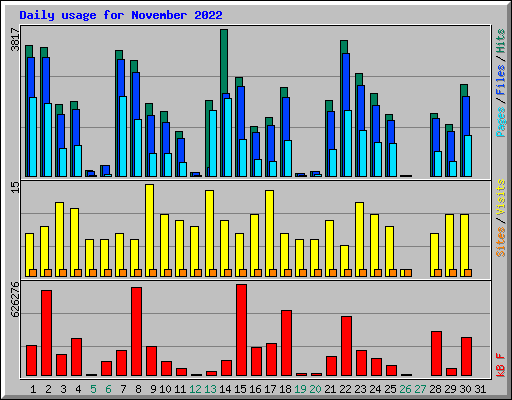 Daily usage for November 2022
3817
Pages / Files / Hits
15
Sites / Visits
626276
kB F
1 2 3 4 5 6 7 8 9 10 11 12 13 14 15 16 17 18 19 20 21 22 23 24 25 26 27 28 29 30 31